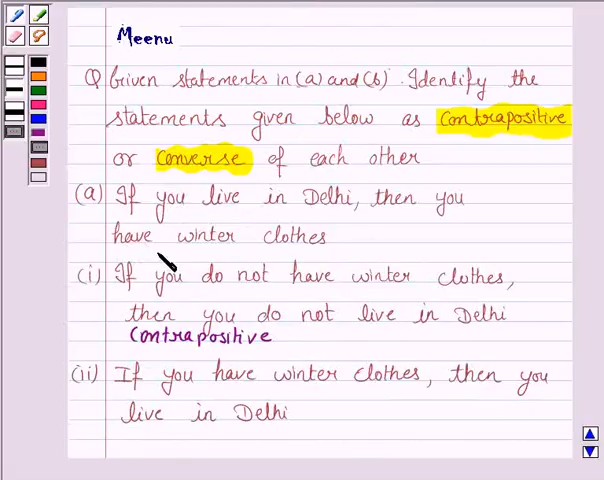 Meenu
Q Given statements in (a) and (b). Identify the
statements given below as contrapositive
or converse of each other
(a) If you live in Delhi, then you
have winter clothes
(i) If you do not have winter clothes,
then you do not live in Delhi
Contrapositive
(ii) If you have winter clothes, then you
live in Delhi